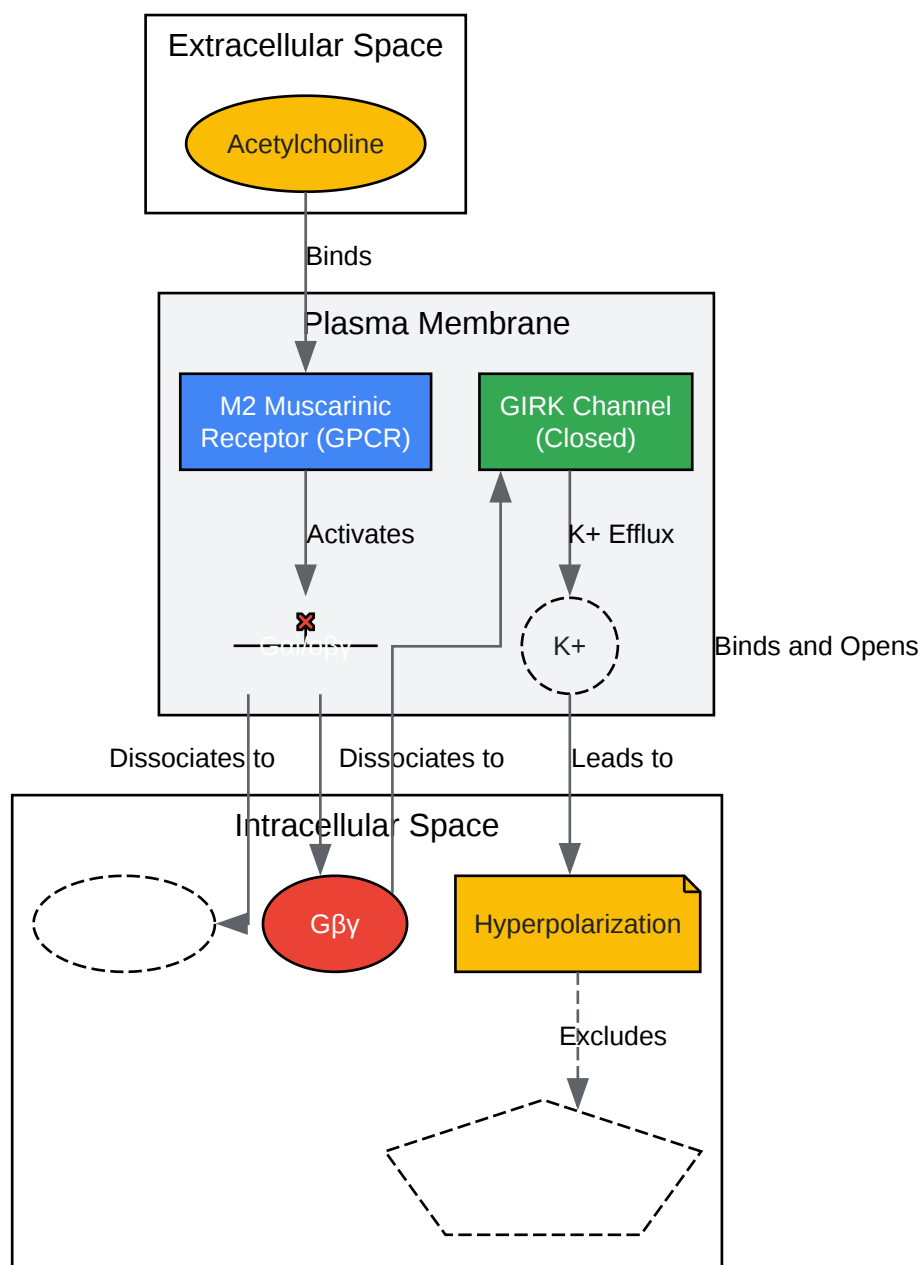 Extracellular Space
Acetylcholine
Binds
Plasma Membrane
M2 Muscarinic
Receptor (GPCR)
GIRK Channel
(Closed)
Activates
K+ Efflux
K+
Binds and Opens
Dissociates to
Dissociates to
Leads to
Intracellular Space
Gβγ
Hyperpolarization
Excludes